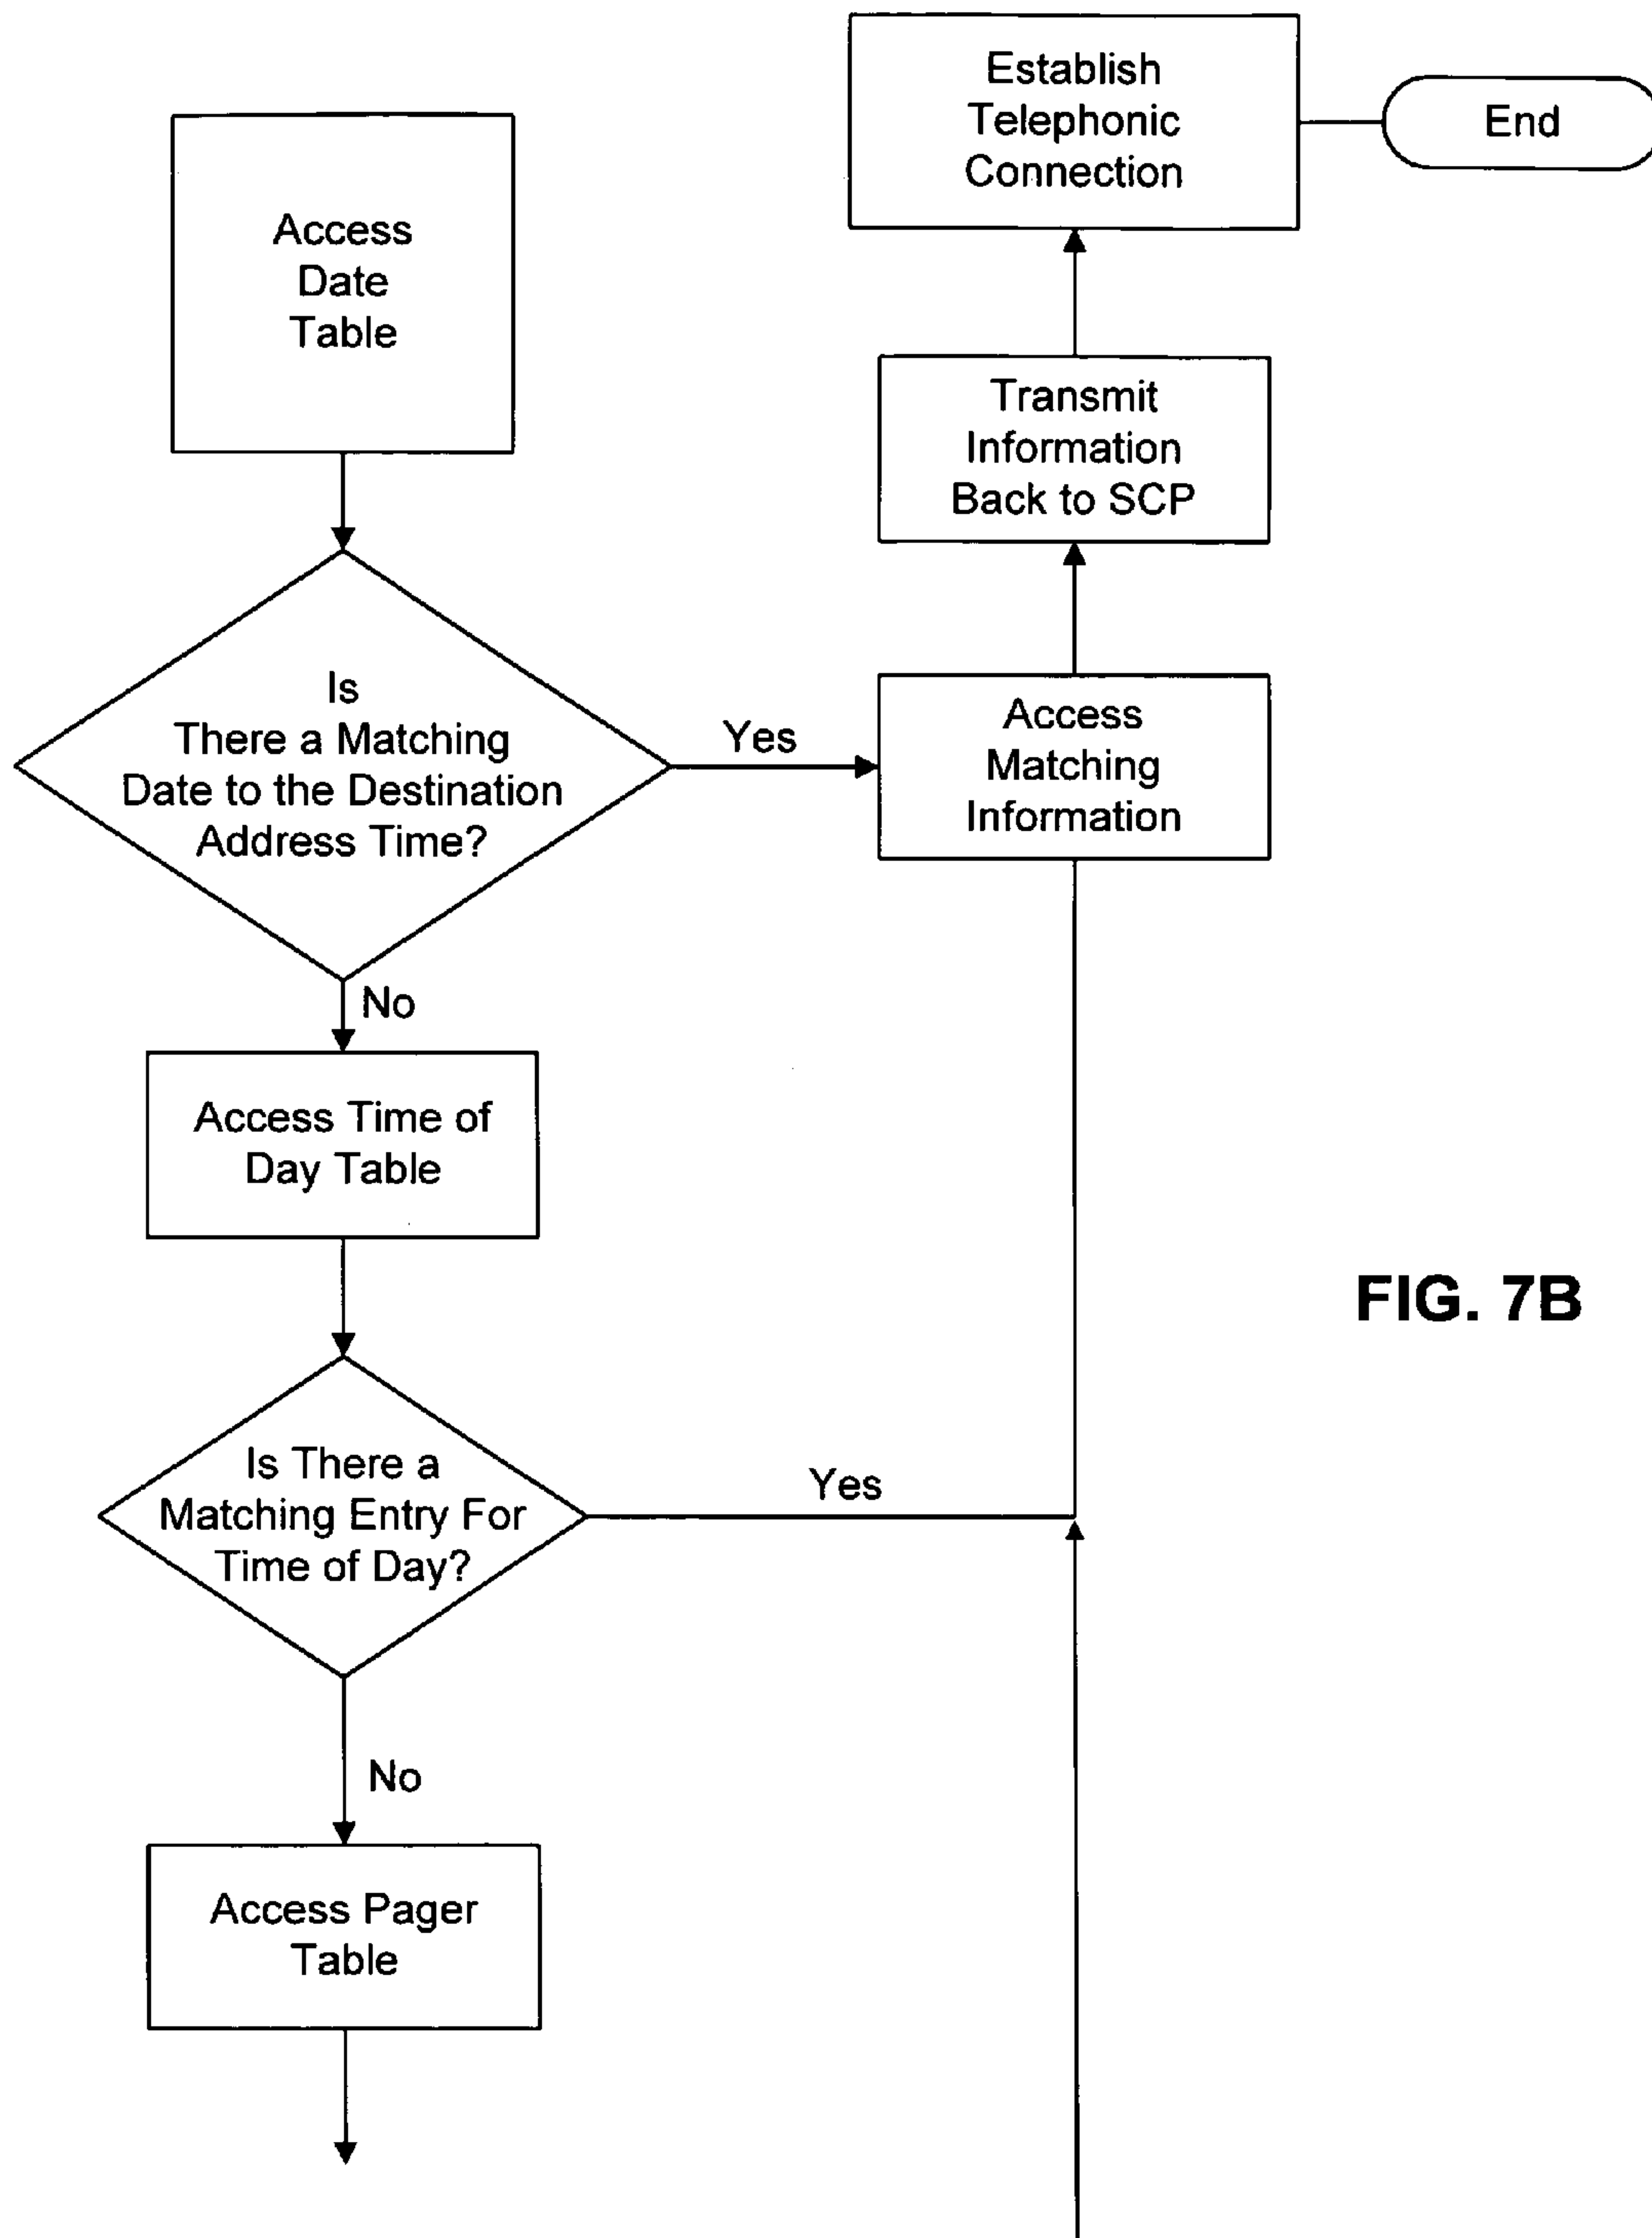 Establish
Telephonic
Connection
End
Access
Date
Table
Transmit
Information
Back to SCP
Is
There a Matching
Date to the Destination
Address Time?
Yes
Access
Matching
Information
No
Access Time of
Day Table
FIG. 7B
Is There a
Matching Entry For
Time of Day?
Yes
No
Access Pager
Table